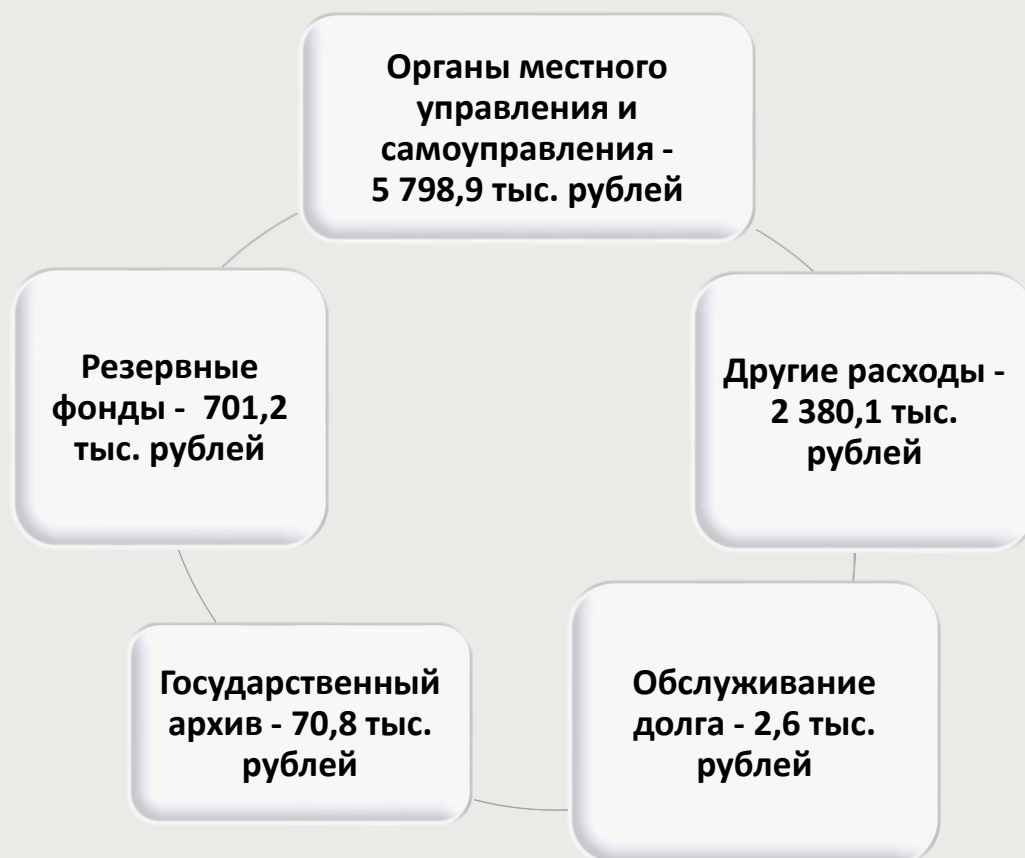 Органы местного
управления и
самоуправления -
5 798,9 тыс. рублей
Резервные
фонды -  701,2
тыс. рублей
Другие расходы -
2 380,1 тыс.
рублей
Государственный
архив - 70,8 тыс.
рублей
Обслуживание
долга - 2,6 тыс.
рублей